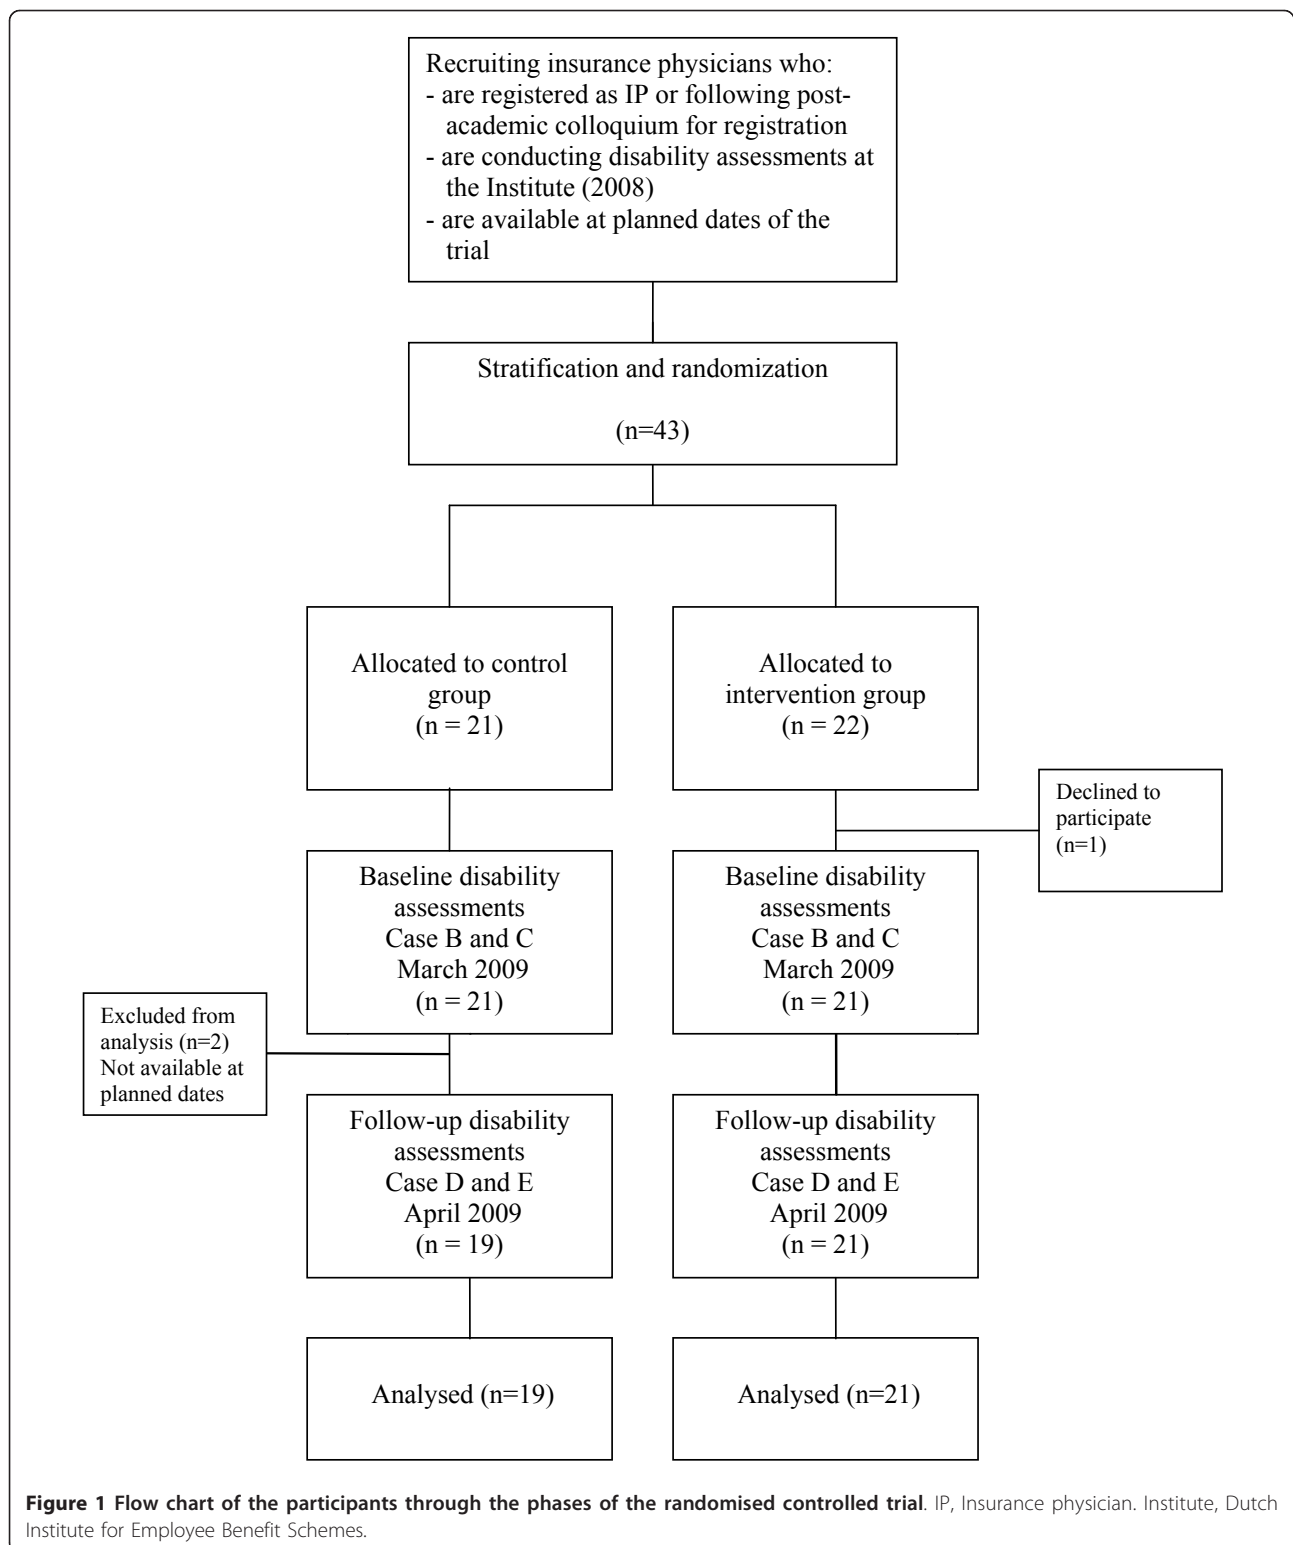 Recruiting insurance physicians who:
- are registered as IP or following post-
academic colloquium for registration
- are conducting disability assessments at
the Institute (2008)
- are available at planned dates of the
trial
Stratification and randomization
(n=43)
Allocated to control
group
(n = 21)
Allocated to
intervention group
(n = 22)
Declined to
participate
(n=1)
Baseline disability
assessments
Case B and C
March 2009
(n = 21)
Baseline disability
assessments
Case B and C
March 2009
(n = 21)
Excluded from
analysis (n=2)
Not available at
planned dates
Follow-up disability
assessments
Case D and E
April 2009
(n = 19)
Follow-up disability
assessments
Case D and E
April 2009
(n = 21)
Analysed (n=19)
Analysed (n=21)
Figure 1 Flow chart of the participants through the phases of the randomised controlled trial. IP, Insurance physician. Institute, Dutch
Institute for Employee Benefit Schemes.